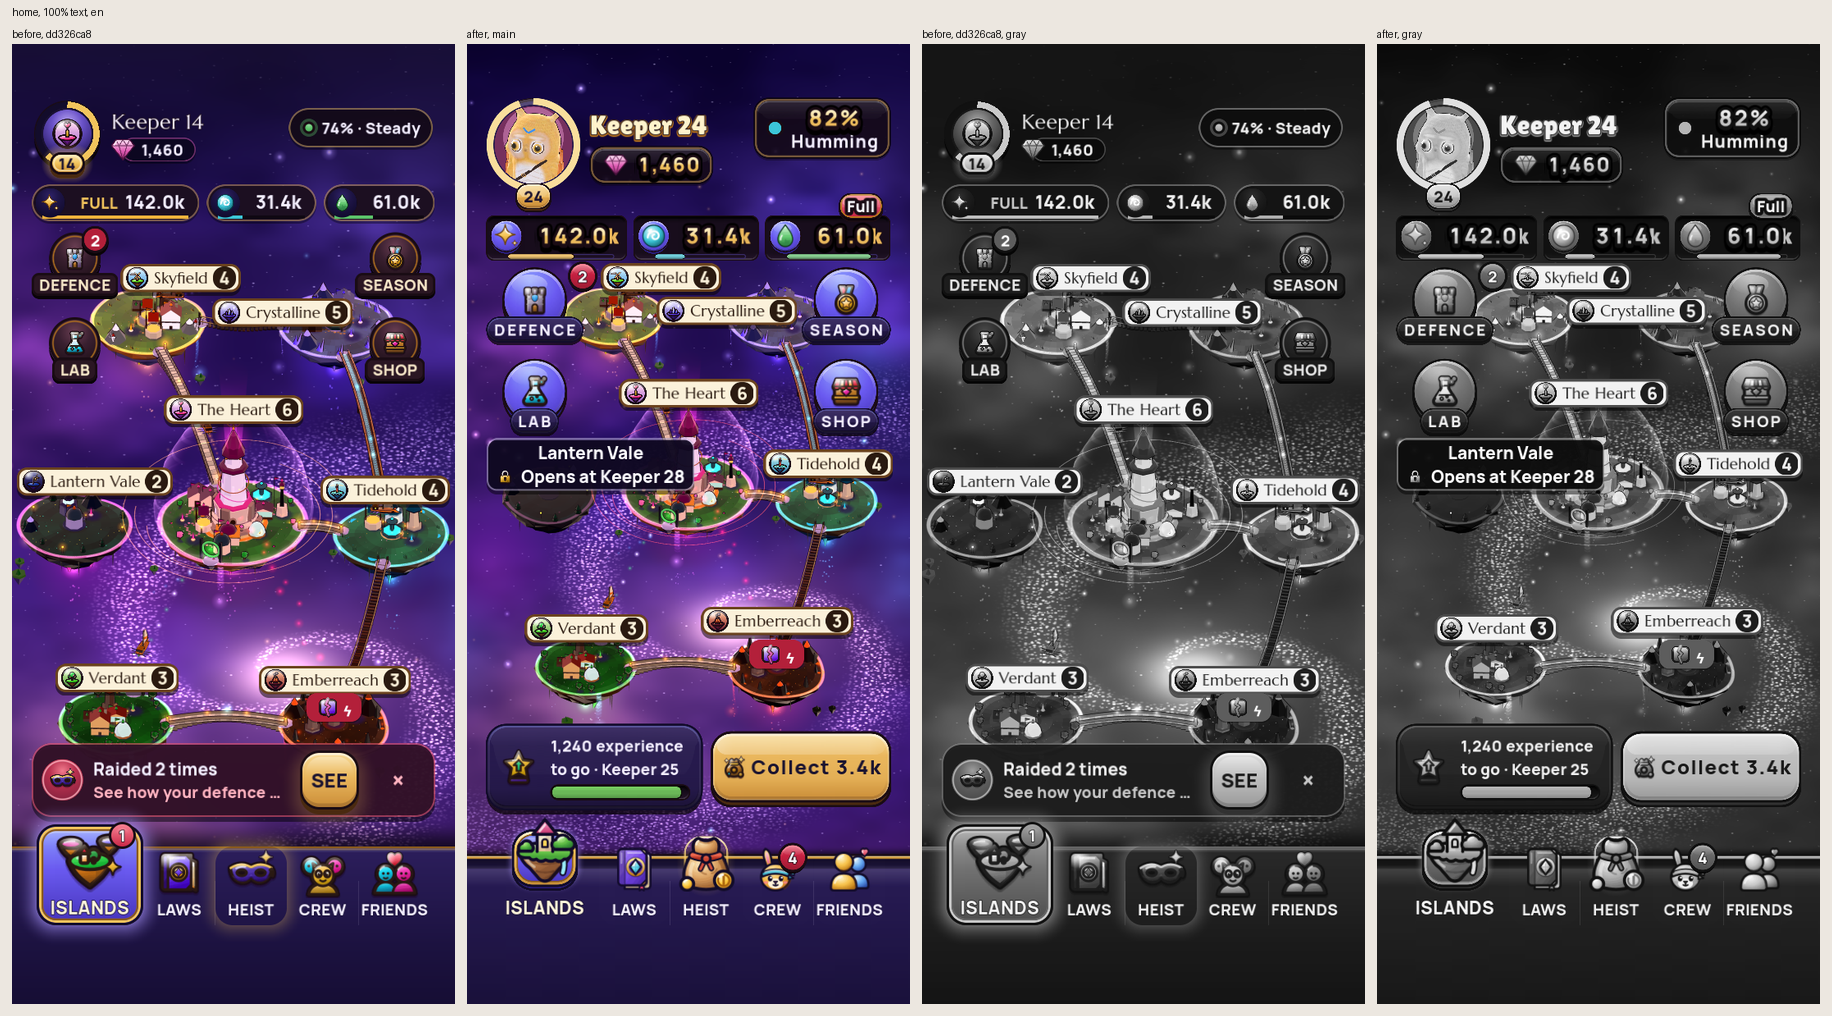 home, 100% text, en
before, dd326ca8
Keeper 14
1,460
14
74% · Steady
FULL 142.0k
31.4k
61.0k
2
DEFENCE
Skyfield 4
SEASON
Crystalline 5
LAB
SHOP
The Heart 6
Lantern Vale 2
Tidehold 4
Verdant 3
Emberreach 3
Raided 2 times
See how your defence ...
SEE
×
1
ISLANDS
LAWS
HEIST
CREW
FRIENDS
after, main
Keeper 24
1,460
24
82%
Humming
Full
142.0k
31.4k
61.0k
2
Skyfield 4
Crystalline 5
DEFENCE
SEASON
The Heart 6
LAB
SHOP
Lantern Vale
Opens at Keeper 28
Tidehold 4
Verdant 3
Emberreach 3
1,240 experience
to go · Keeper 25
Collect 3.4k
4
ISLANDS
LAWS
HEIST
CREW
FRIENDS
before, dd326ca8, gray
Keeper 14
1,460
14
74% · Steady
FULL 142.0k
31.4k
61.0k
2
DEFENCE
Skyfield 4
SEASON
Crystalline 5
LAB
SHOP
The Heart 6
Lantern Vale 2
Tidehold 4
Verdant 3
Emberreach 3
Raided 2 times
See how your defence ...
SEE
×
1
ISLANDS
LAWS
HEIST
CREW
FRIENDS
after, gray
Keeper 24
1,460
24
82%
Humming
Full
142.0k
31.4k
61.0k
2
Skyfield 4
Crystalline 5
DEFENCE
SEASON
The Heart 6
LAB
SHOP
Lantern Vale
Opens at Keeper 28
Tidehold 4
Verdant 3
Emberreach 3
1,240 experience
to go · Keeper 25
Collect 3.4k
4
ISLANDS
LAWS
HEIST
CREW
FRIENDS